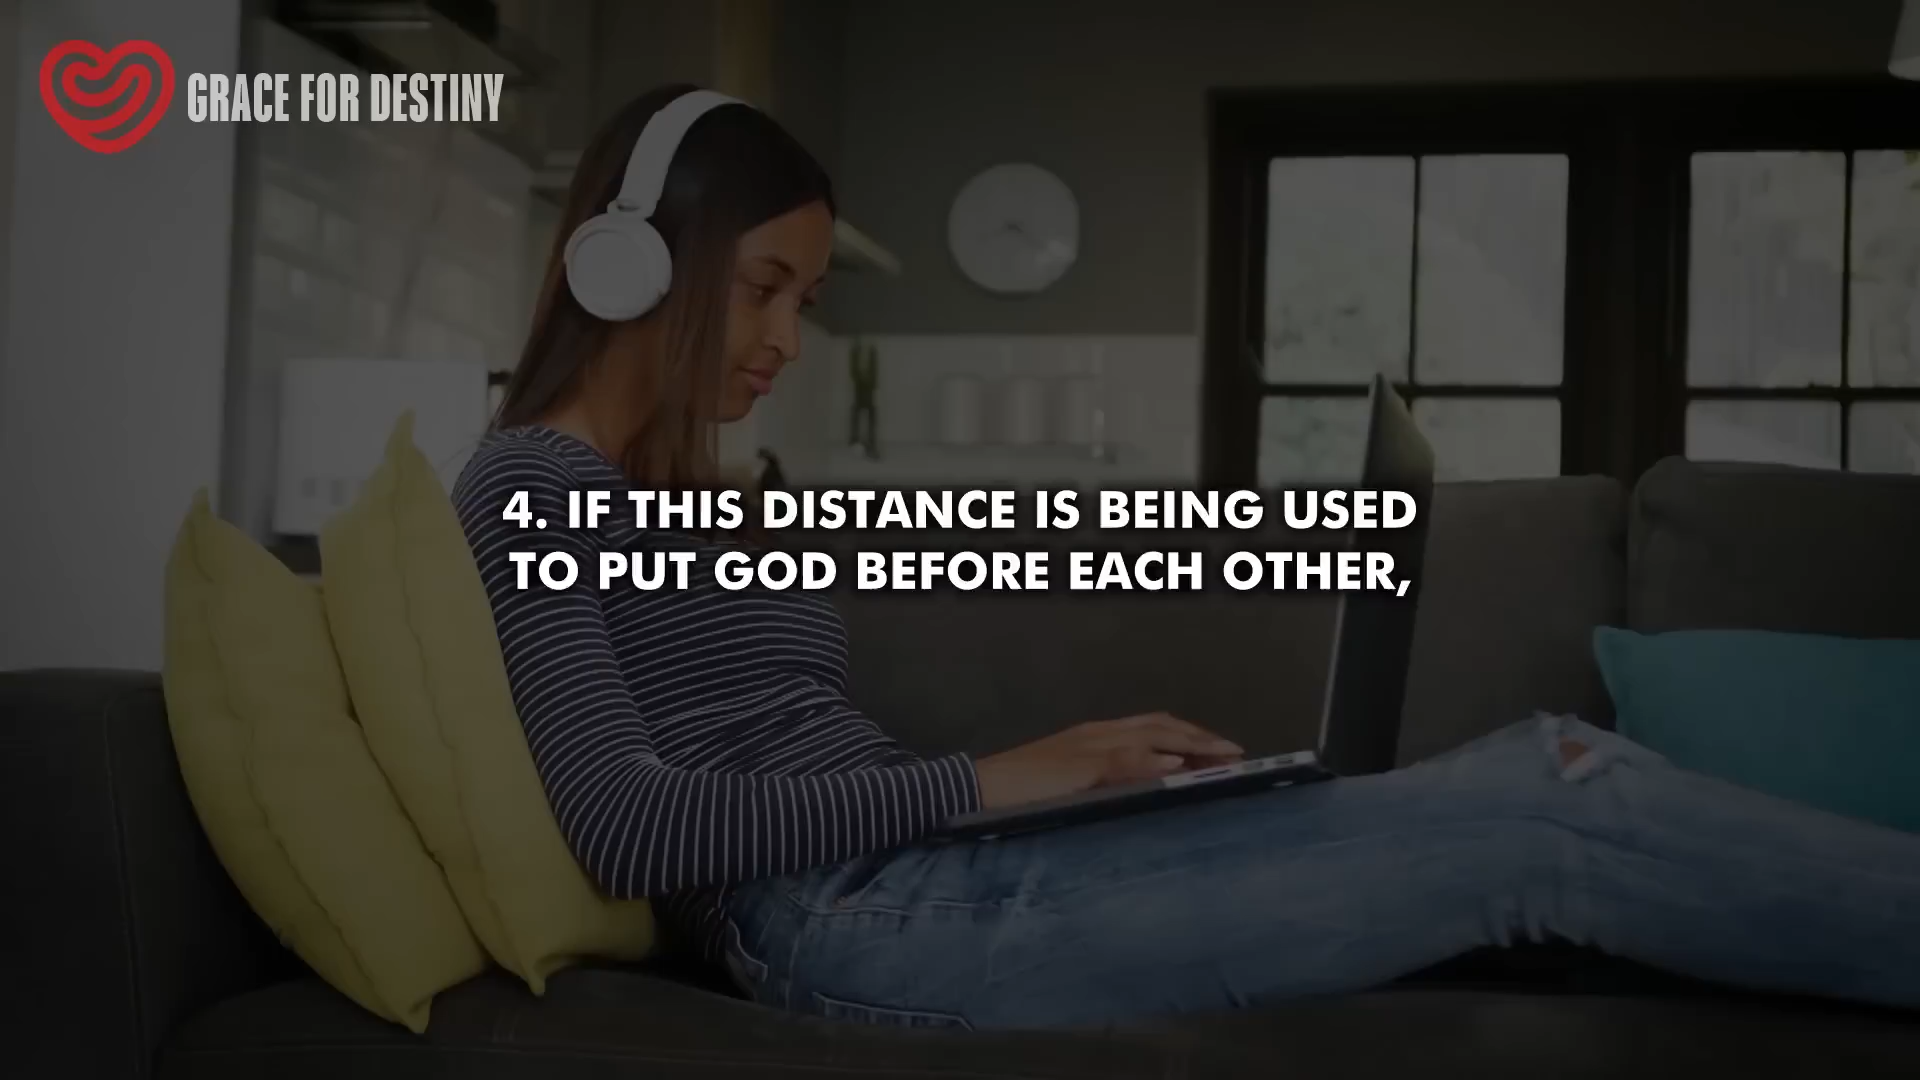 GRACE FOR DESTINY
4. IF THIS DISTANCE IS BEING USED
TO PUT GOD BEFORE EACH OTHER,